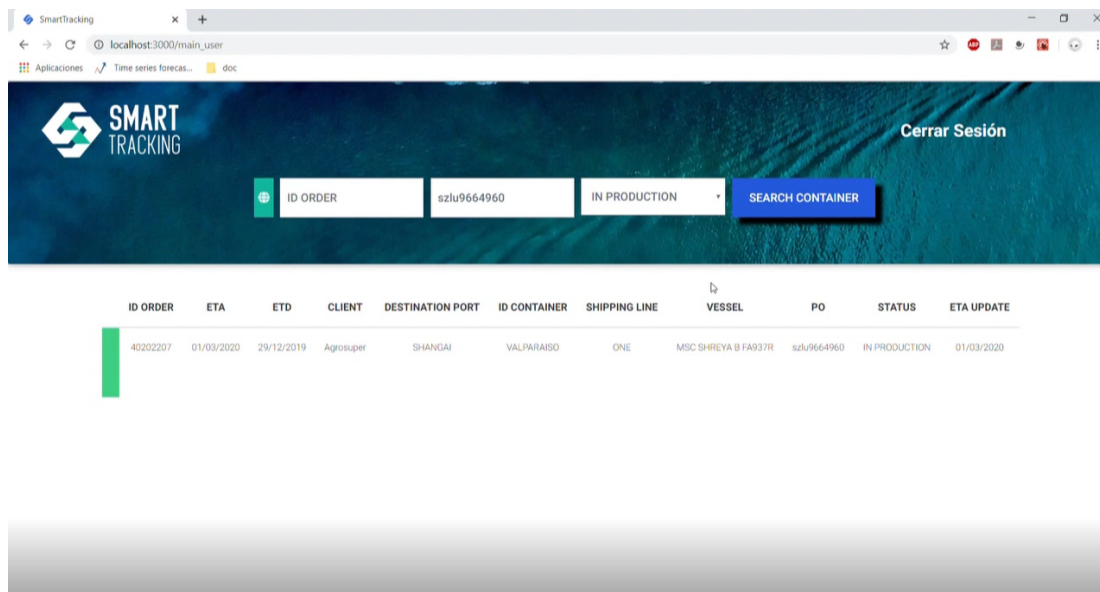 SmartTracking
localhost:3000/main_user
Aplicaciones Time series forecas... doc
SMART
TRACKING
Cerrar Sesión
ID ORDER szlu9664960 IN PRODUCTION SEARCH CONTAINER
ID ORDER ETA ETD CLIENT DESTINATION PORT ID CONTAINER SHIPPING LINE VESSEL PO STATUS ETA UPDATE
40202207 01/03/2020 29/12/2019 Agrosuper SHANGAI VALPARAISO ONE MSC SHREYA B FA937R szlu9664960 IN PRODUCTION 01/03/2020